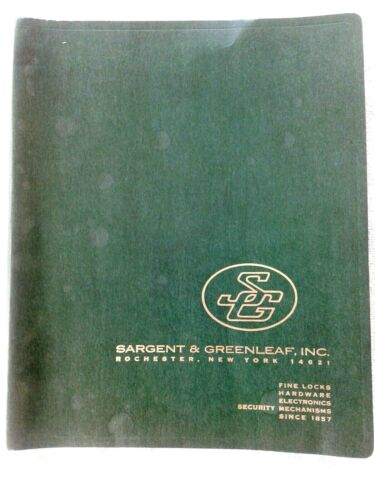 SG
SARGENT & GREENLEAF, INC.
ROCHESTER, NEW YORK 14621
FINE LOCKS
HARDWARE
ELECTRONICS
SECURITY MECHANISMS
SINCE 1857